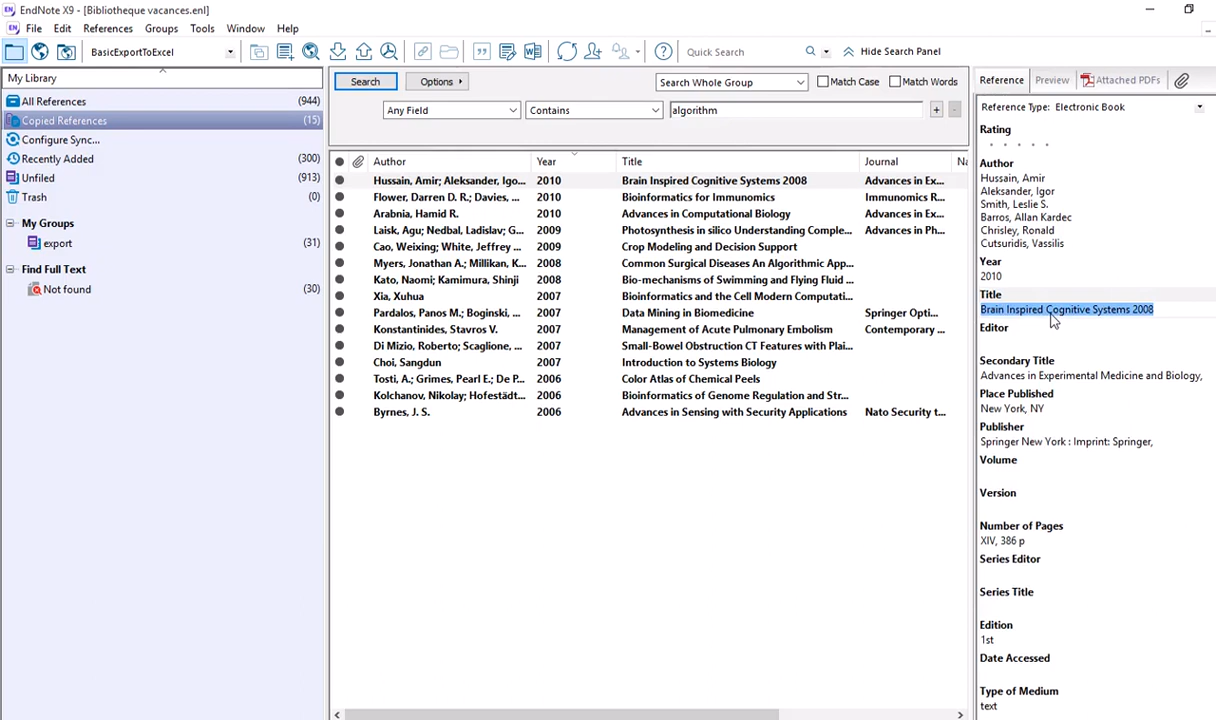 EndNote X9 - [Bibliotheque vacances.enl]
File Edit References Groups Tools Window Help
BasicExportToExcel
Quick Search
Hide Search Panel
My Library
All References (944)
Copied References (15)
Configure Sync...
Recently Added (300)
Unfiled (913)
Trash (0)
My Groups
export (31)
Find Full Text
Not found (30)
Search Options Search Whole Group Match Case Match Words
Any Field Contains algorithm + -
Author Year Title Journal Na
Hussain, Amir; Aleksander, Igo... 2010 Brain Inspired Cognitive Systems 2008 Advances in Ex...
Flower, Darren D. R.; Davies, ... 2010 Bioinformatics for Immunomics Immunomics R...
Arabnia, Hamid R. 2010 Advances in Computational Biology Advances in Ex...
Laisk, Agu; Nedbal, Ladislav; G... 2009 Photosynthesis in silico Understanding Comple... Advances in Ph...
Cao, Weixing; White, Jeffrey ... 2009 Crop Modeling and Decision Support
Myers, Jonathan A.; Millikan, K... 2008 Common Surgical Diseases An Algorithmic App...
Kato, Naomi; Kamimura, Shinji 2008 Bio-mechanisms of Swimming and Flying Fluid ...
Xia, Xuhua 2007 Bioinformatics and the Cell Modern Computati...
Pardalos, Panos M.; Boginski, ... 2007 Data Mining in Biomedicine Springer Opti...
Konstantinides, Stavros V. 2007 Management of Acute Pulmonary Embolism Contemporary ...
Di Mizio, Roberto; Scaglione, ... 2007 Small-Bowel Obstruction CT Features with Plai...
Choi, Sangdun 2007 Introduction to Systems Biology
Tosti, A.; Grimes, Pearl E.; De P... 2006 Color Atlas of Chemical Peels
Kolchanov, Nikolay; Hofestädt... 2006 Bioinformatics of Genome Regulation and Str...
Byrnes, J. S. 2006 Advances in Sensing with Security Applications Nato Security t...
Reference Preview Attached PDFs
Reference Type: Electronic Book
Rating
Author
Hussain, Amir
Aleksander, Igor
Smith, Leslie S.
Barros, Allan Kardec
Chrisley, Ronald
Cutsuridis, Vassilis
Year
2010
Title
Brain Inspired Cognitive Systems 2008
Editor
Secondary Title
Advances in Experimental Medicine and Biology,
Place Published
New York, NY
Publisher
Springer New York : Imprint: Springer,
Volume
Version
Number of Pages
XIV, 386 p
Series Editor
Series Title
Edition
1st
Date Accessed
Type of Medium
text